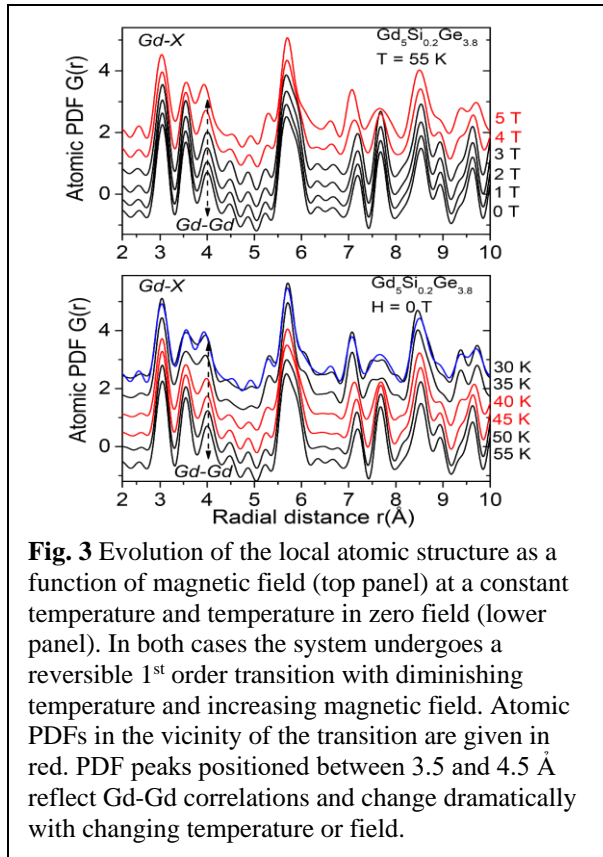 Gd-X
Gd₅Si₀.₂Ge₃.₈
T = 55 K
Atomic PDF G(r)
4
2
0
5 T
4 T
3 T
2 T
1 T
0 T
Gd-Gd
2 3 4 5 6 7 8 9 10
Gd-X
Gd₅Si₀.₂Ge₃.₈
H = 0 T
Atomic PDF G(r)
4
2
0
30 K
35 K
40 K
45 K
50 K
55 K
Gd-Gd
2 3 4 5 6 7 8 9 10
Radial distance r(Å)
Fig. 3 Evolution of the local atomic structure as a
function of magnetic field (top panel) at a constant
temperature and temperature in zero field (lower
panel). In both cases the system undergoes a
reversible 1st order transition with diminishing
temperature and increasing magnetic field. Atomic
PDFs in the vicinity of the transition are given in
red. PDF peaks positioned between 3.5 and 4.5 Å
reflect Gd-Gd correlations and change dramatically
with changing temperature or field.